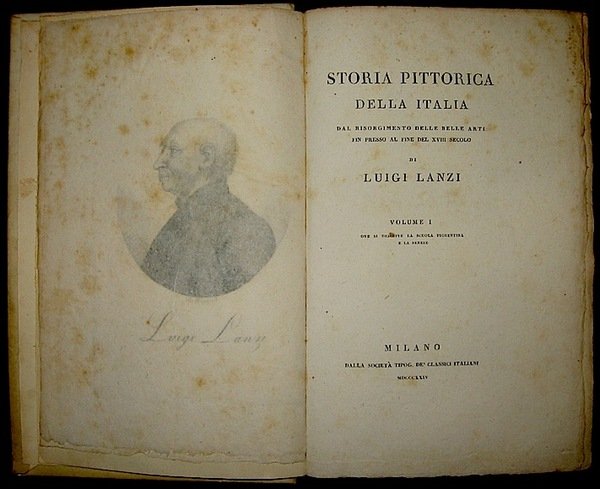 Luigi Lanzi
STORIA PITTORICA
DELLA ITALIA
DAL RISORGIMENTO DELLE BELLE ARTI
FIN PRESSO AL FINE DEL XVIII SECOLO
DI
LUIGI LANZI
VOLUME I
OVE SI DESCRIVE LA SCUOLA FIORENTINA
E LA SENESE
MILANO
DALLA SOCIETÀ TIPOG. DE' CLASSICI ITALIANI
MDCCCXXIV